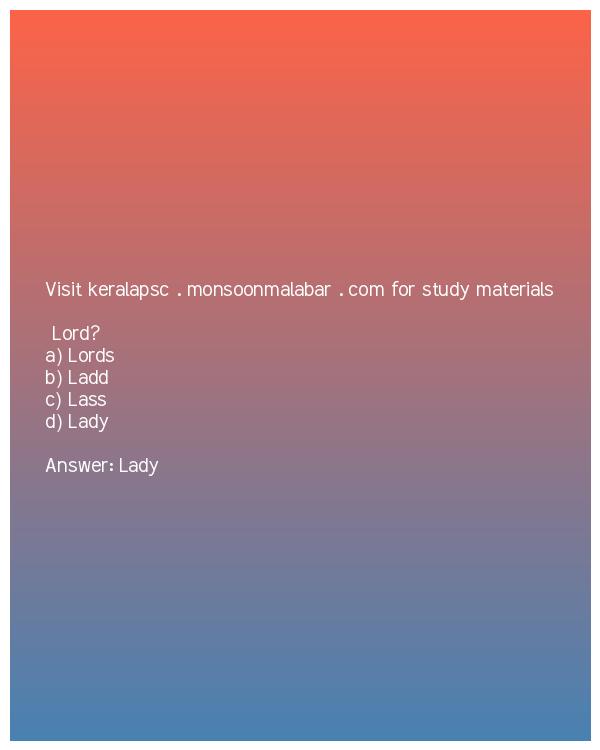 Visit keralapsc . monsoonmalabar . com for study materials
Lord?
a) Lords
b) Ladd
c) Lass
d) Lady
Answer: Lady